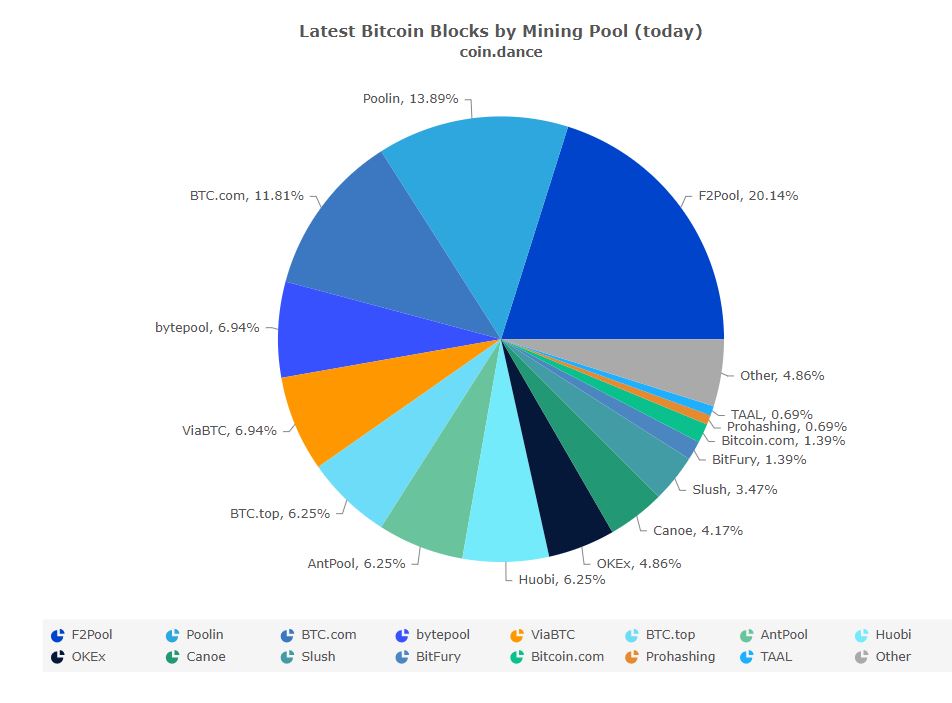 Latest Bitcoin Blocks by Mining Pool (today)
coin.dance
Poolin, 13.89%
BTC.com, 11.81%
F2Pool, 20.14%
bytepool, 6.94%
Other, 4.86%
TAAL, 0.69%
Prohashing, 0.69%
ViaBTC, 6.94%
Bitcoin.com, 1.39%
BitFury, 1.39%
Slush, 3.47%
BTC.top, 6.25%
Canoe, 4.17%
AntPool, 6.25%
OKEx, 4.86%
Huobi, 6.25%
F2Pool Poolin BTC.com bytepool ViaBTC BTC.top AntPool Huobi
OKEx Canoe Slush BitFury Bitcoin.com Prohashing TAAL Other